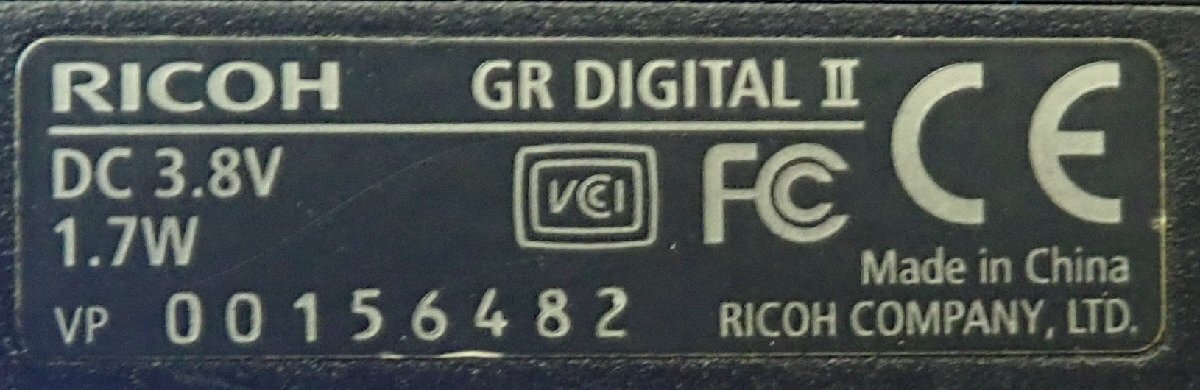 RICOH GR DIGITAL II
DC 3.8V
1.7W
VCCI FCC CE
Made in China
VP 00156482
RICOH COMPANY, LTD.